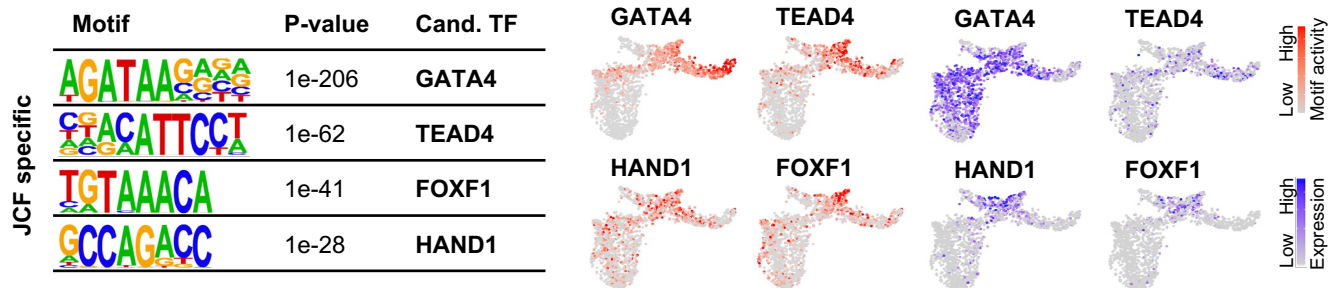 JCF specific
Motif P-value Cand. TF
AGATAAGAGA 1e-206 GATA4
1e-62 TEAD4
TGTAAACA 1e-41 FOXF1
GCCAGACC 1e-28 HAND1
GATA4 TEAD4 GATA4 TEAD4
HAND1 FOXF1 HAND1 FOXF1
Low High
Motif activity
Low High
Expression